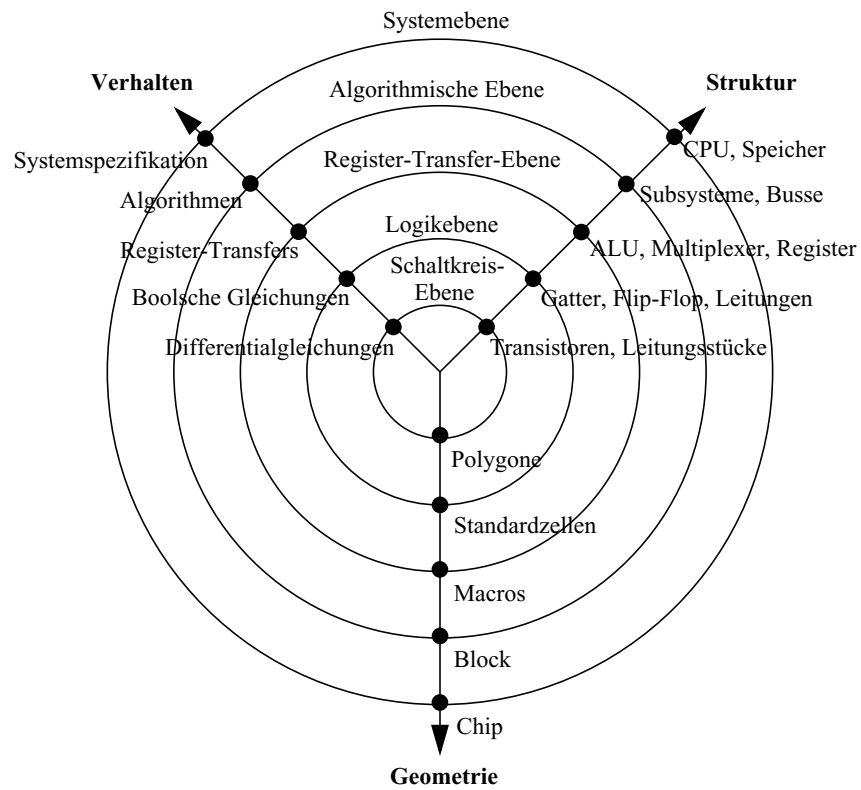 Systemebene
Verhalten
Struktur
Algorithmische Ebene
CPU, Speicher
Systemspezifikation
Register-Transfer-Ebene
Algorithmen
Subsysteme, Busse
Logikebene
Register-Transfers
ALU, Multiplexer, Register
Schaltkreis-
Ebene
Boolsche Gleichungen
Gatter, Flip-Flop, Leitungen
Differentialgleichungen
Transistoren, Leitungsstücke
Polygone
Standardzellen
Macros
Block
Chip
Geometrie